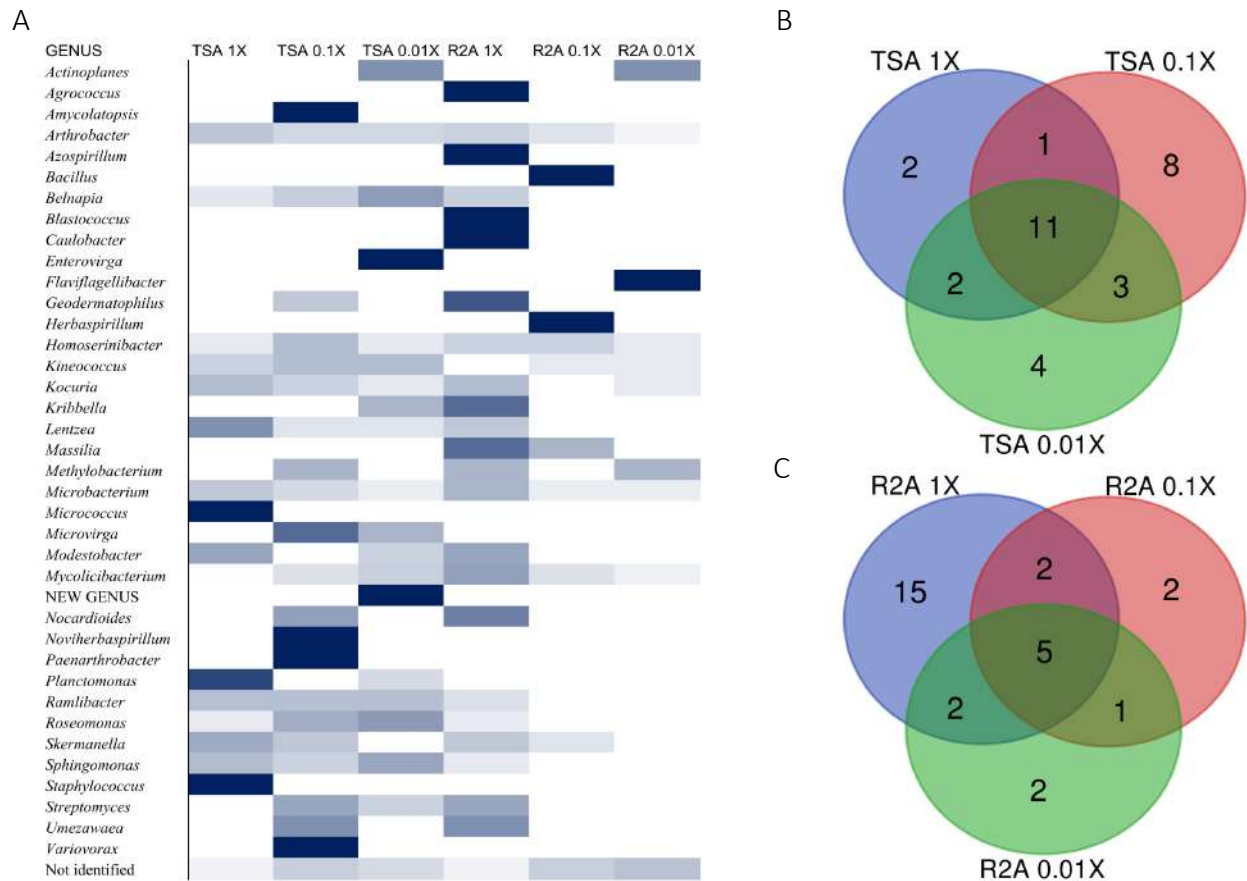 A
GENUS TSA 1X TSA 0.1X TSA 0.01X R2A 1X R2A 0.1X R2A 0.01X
Actinoplanes
Agrococcus
Amycolatopsis
Arthrobacter
Azospirillum
Bacillus
Belnapia
Blastococcus
Caulobacter
Enterovirga
Flaviflagellibacter
Geodermatophilus
Herbaspirillum
Homoserinibacter
Kineococcus
Kocuria
Kribbella
Lentzea
Massilia
Methylobacterium
Microbacterium
Micrococcus
Microvirga
Modestobacter
Mycolicibacterium
NEW GENUS
Nocardioides
Noviherbaspirillum
Paenarthrobacter
Planctomonas
Ramlibacter
Roseomonas
Skermanella
Sphingomonas
Staphylococcus
Streptomyces
Umezawaea
Variovorax
Not identified
B
TSA 1X TSA 0.1X
1
2 8
11
2 3
4
TSA 0.01X
C
R2A 1X R2A 0.1X
2
15 2
5
2 1
2
R2A 0.01X